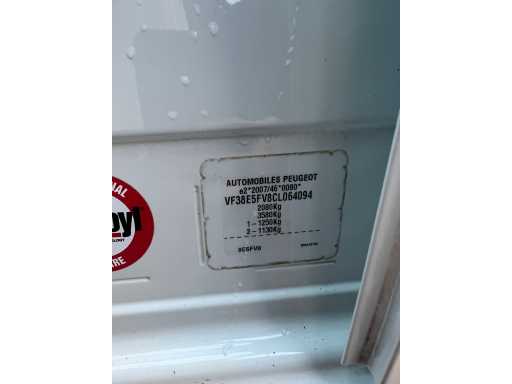 AUTOMOBILES PEUGEOT
e2*2007/46*0080*
VF38E5FV8CL064094
2080Kg
3580Kg
1-1250Kg
2-1130Kg
8E5FV8